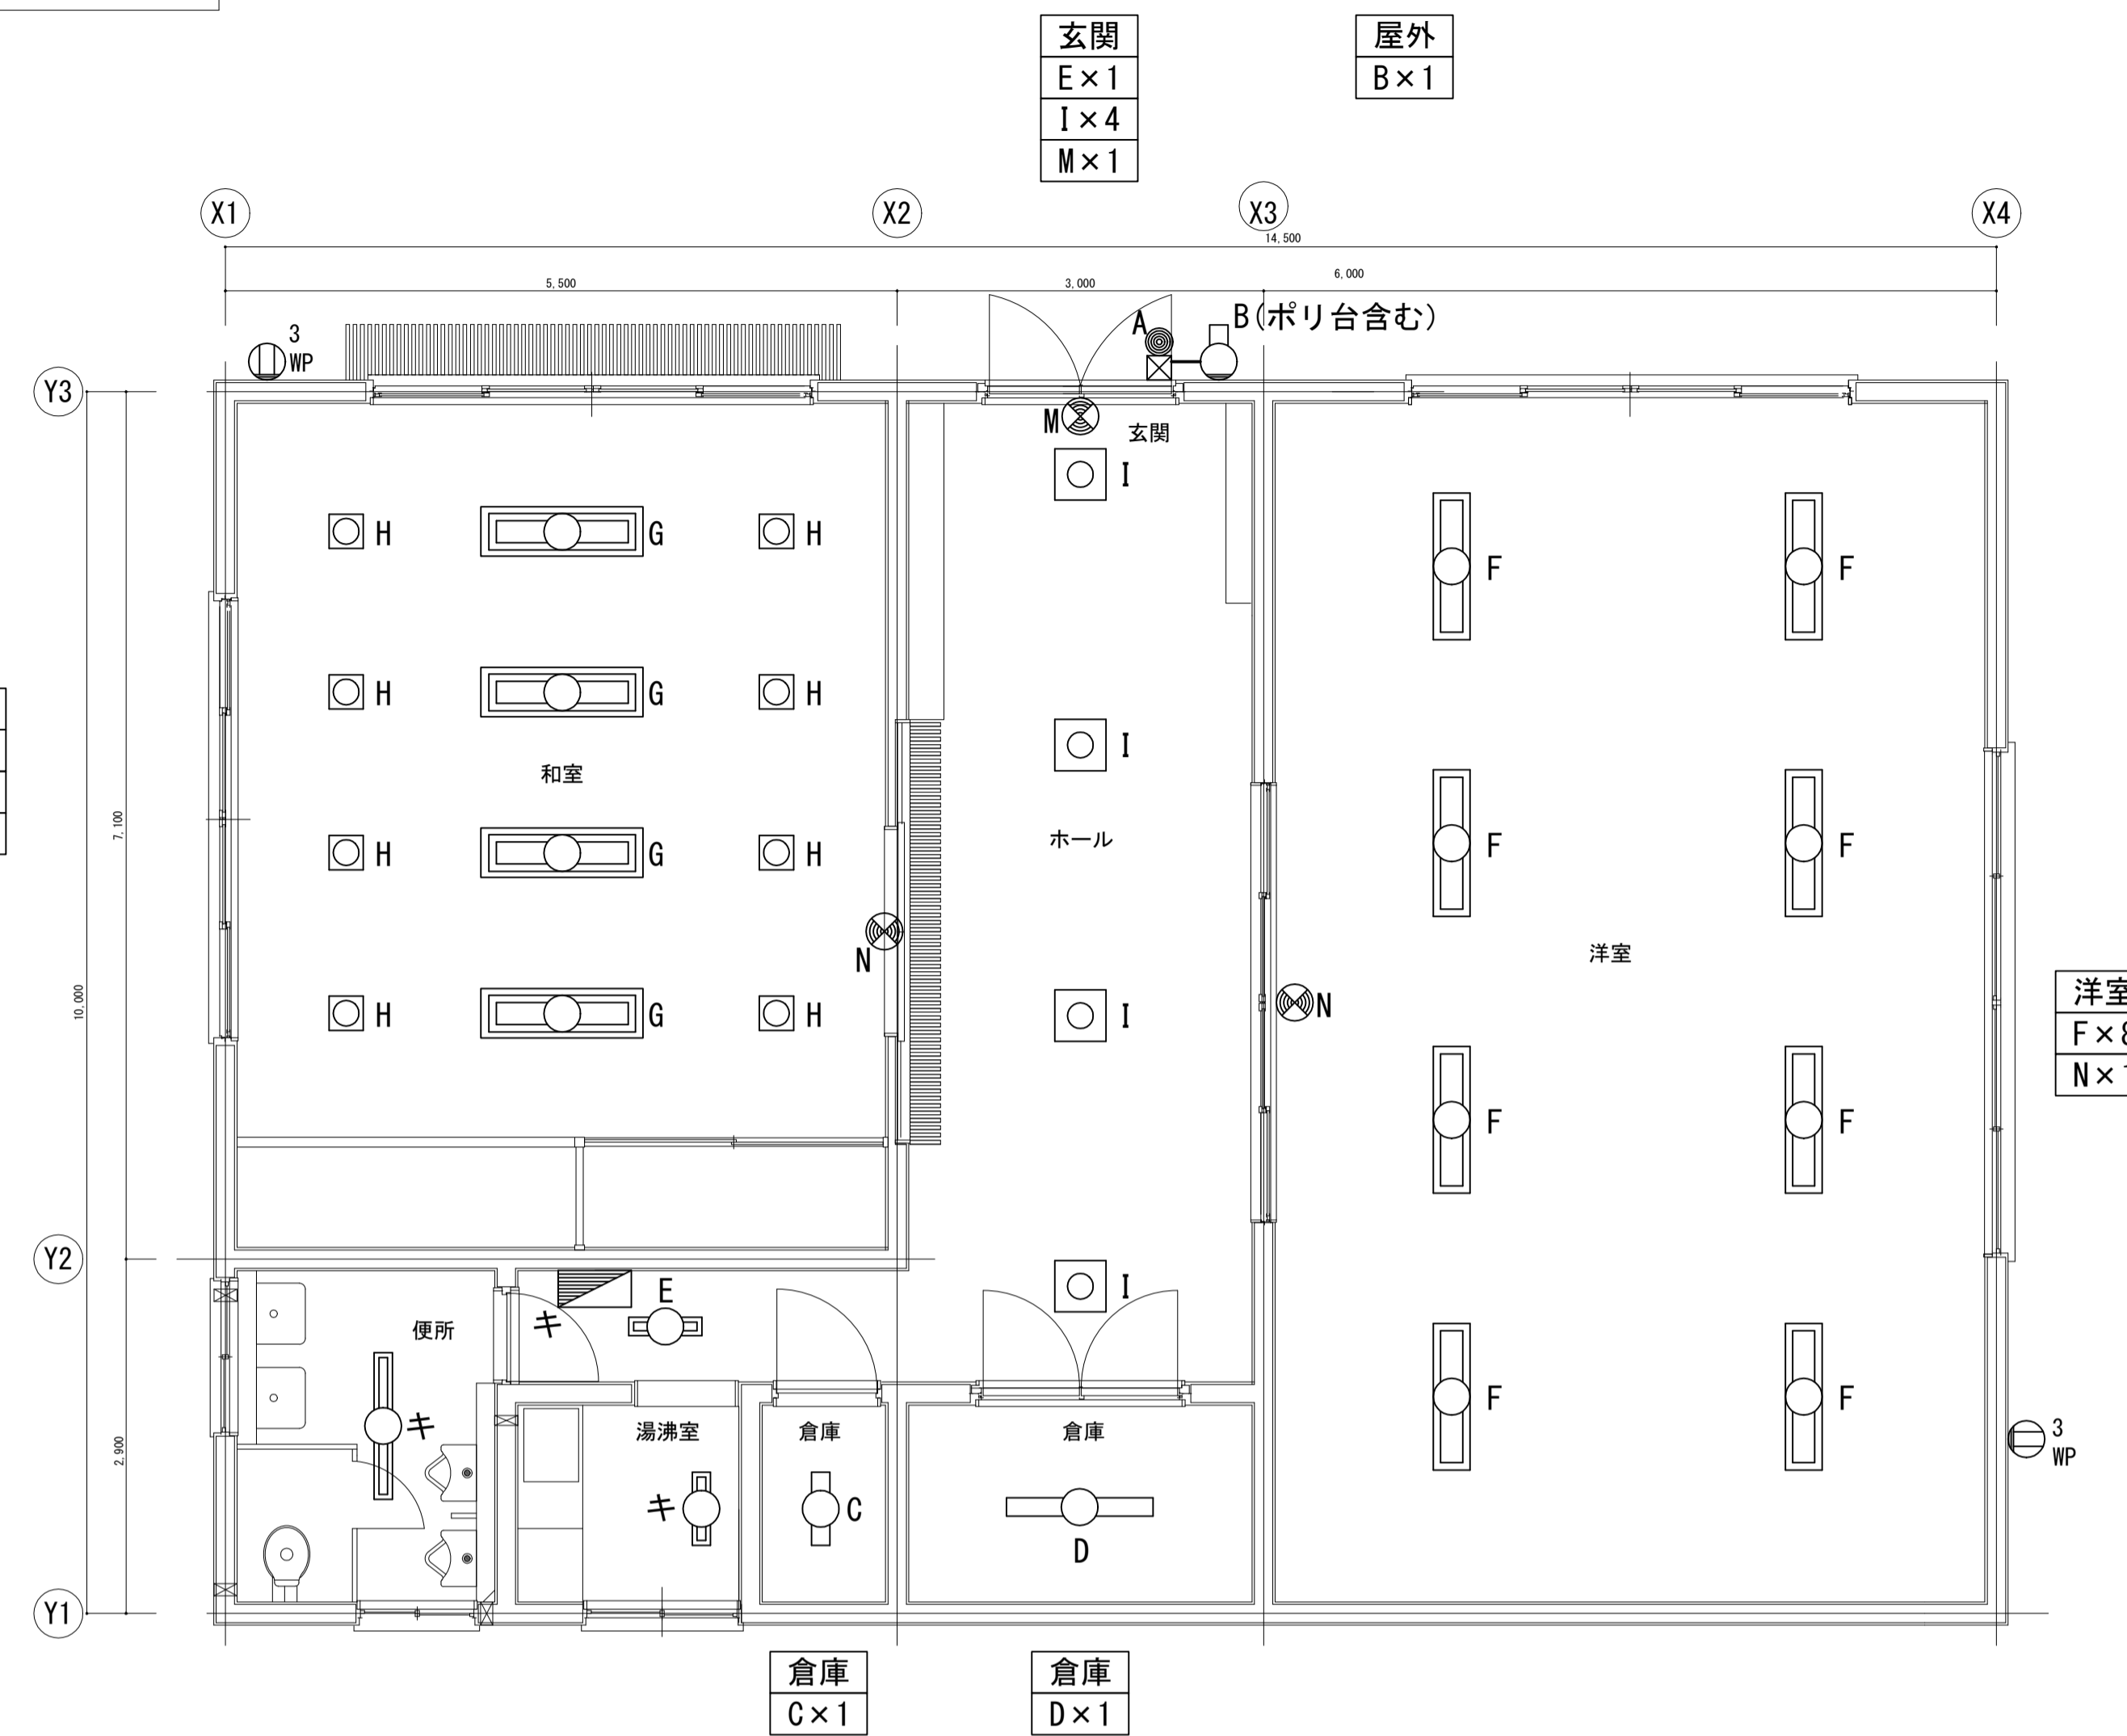 玄関
E×1
I×4
M×1
屋外
B×1
X1
X2
X3
X4
14,500
5,500
3,000
6,000
3
WP
A
B(ポリ台含む)
Y3
M
玄関
I
H
G
H
F
F
H
G
H
I
和室
7,100
ホール
H
G
H
F
F
N
洋室
10,000
洋室
F×8
N×1
H
G
H
I
N
F
F
Y2
E
I
キ
便所
F
F
キ
湯沸室
倉庫
倉庫
3
WP
2,900
キ
C
D
Y1
倉庫
C×1
倉庫
D×1